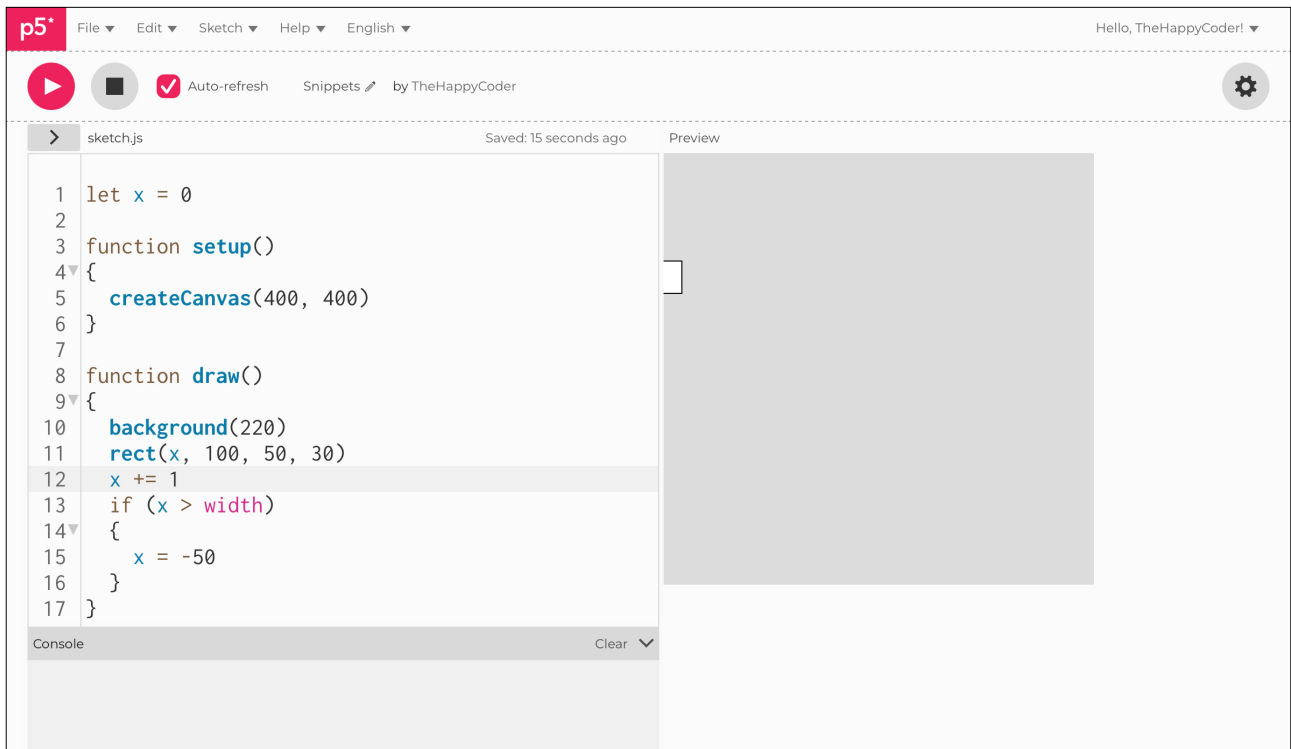 p5* File Edit Sketch Help English Hello, TheHappyCoder!
Auto-refresh Snippets by TheHappyCoder
> sketch.js Saved: 15 seconds ago Preview
1 let x = 0
2
3 function setup()
4 {
5 createCanvas(400, 400)
6 }
7
8 function draw()
9 {
10 background(220)
11 rect(x, 100, 50, 30)
12 x += 1
13 if (x > width)
14 {
15 x = -50
16 }
17 }
Console Clear